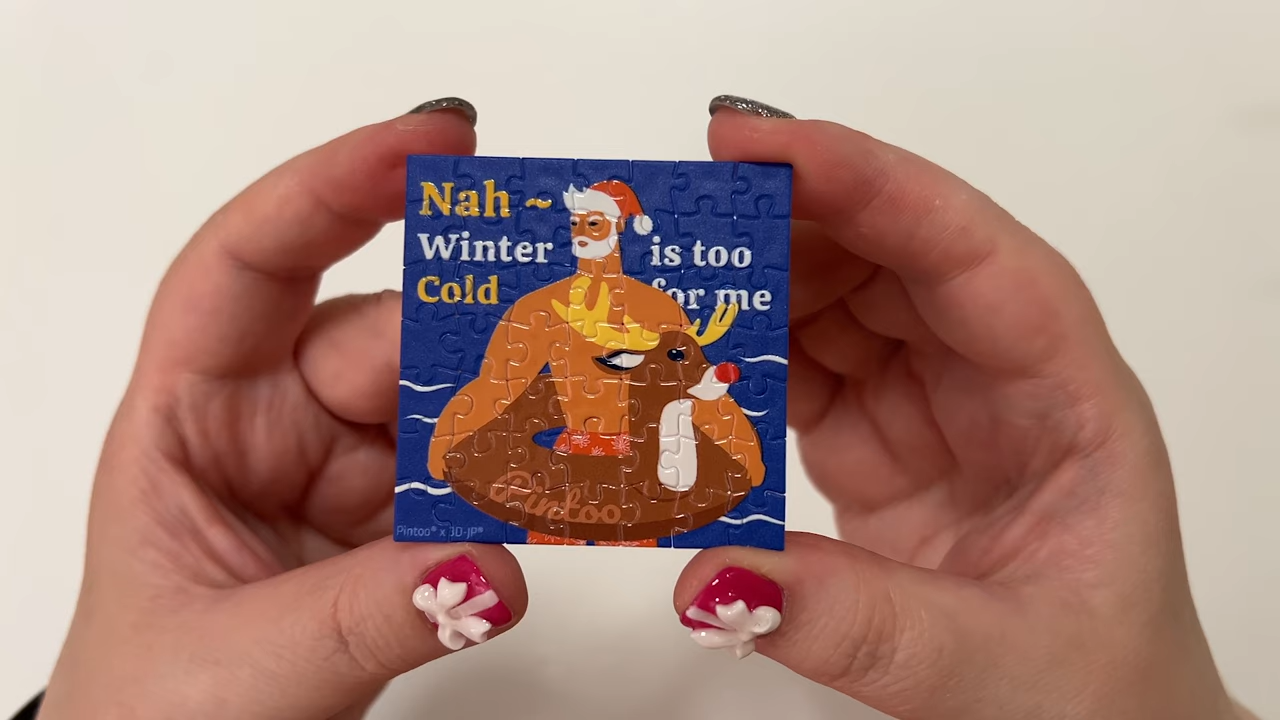 Nah ~
Winter is too
Cold for me
Pintoo
Pintoo® x 3D-JP®